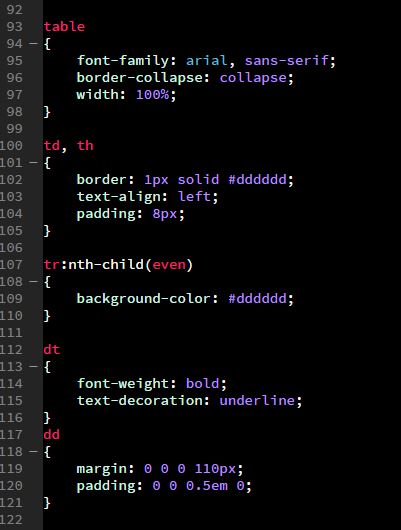 92
93 table
94 – {
95     font-family: arial, sans-serif;
96     border-collapse: collapse;
97     width: 100%;
98 }
99
100 td, th
101 – {
102     border: 1px solid #dddddd;
103     text-align: left;
104     padding: 8px;
105 }
106
107 tr:nth-child(even)
108 – {
109     background-color: #dddddd;
110 }
111
112 dt
113 – {
114     font-weight: bold;
115     text-decoration: underline;
116 }
117 dd
118 – {
119     margin: 0 0 0 110px;
120     padding: 0 0 0.5em 0;
121 }
122